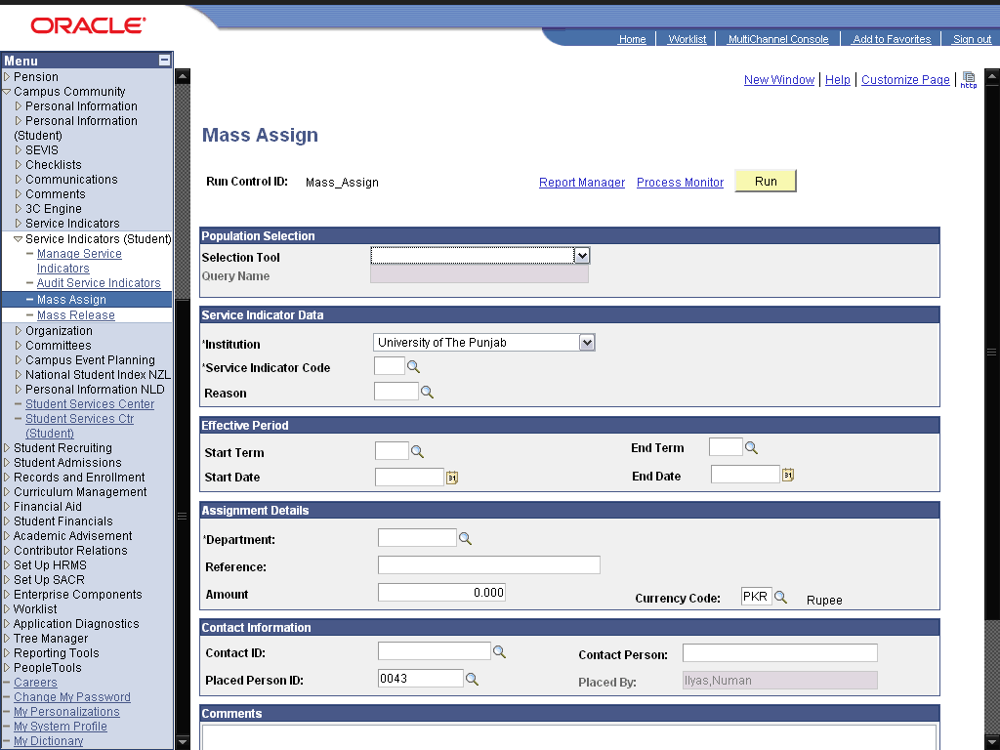 ORACLE®
Home
Worklist
MultiChannel Console
Add to Favorites
Sign out
Menu
Pension
Campus Community
Personal Information
Personal Information
(Student)
SEVIS
Checklists
Communications
Comments
3C Engine
Service Indicators
Service Indicators (Student)
Manage Service
Indicators
Audit Service Indicators
Mass Assign
Mass Release
Organization
Committees
Campus Event Planning
National Student Index NZL
Personal Information NLD
Student Services Center
Student Services Ctr
(Student)
Student Recruiting
Student Admissions
Records and Enrollment
Curriculum Management
Financial Aid
Student Financials
Academic Advisement
Contributor Relations
Set Up HRMS
Set Up SACR
Enterprise Components
Worklist
Application Diagnostics
Tree Manager
Reporting Tools
PeopleTools
Careers
Change My Password
My Personalizations
My System Profile
My Dictionary
New Window | Help | Customize Page | http
Mass Assign
Run Control ID: Mass_Assign
Report Manager
Process Monitor
Run
Population Selection
Selection Tool
Query Name
Service Indicator Data
*Institution
University of The Punjab
*Service Indicator Code
Reason
Effective Period
Start Term
End Term
Start Date
31
End Date
31
Assignment Details
*Department:
Reference:
Amount
0.000
Currency Code:
PKR
Rupee
Contact Information
Contact ID:
Contact Person:
Placed Person ID:
0043
Placed By:
Ilyas,Numan
Comments